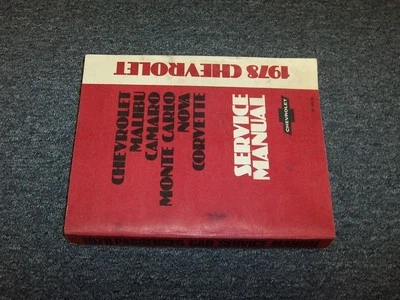 1978 CHEVROLET
CHEVROLET
MALIBU
CAMARO
MONTE CARLO
NOVA
CORVETTE
SERVICE
MANUAL
CHEVROLET